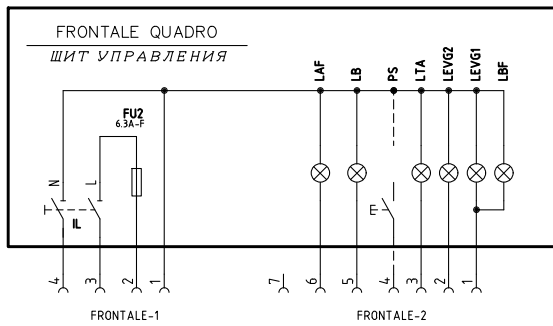 FRONTALE QUADRO
ЩИТ УПРАВЛЕНИЯ
LAF
LB
PS
LTA
LEVG2
LEVG1
LBF
FU2
6.3A-F
N
L
IL
4
3
2
1
7
6
5
4
3
2
1
FRONTALE-1
FRONTALE-2